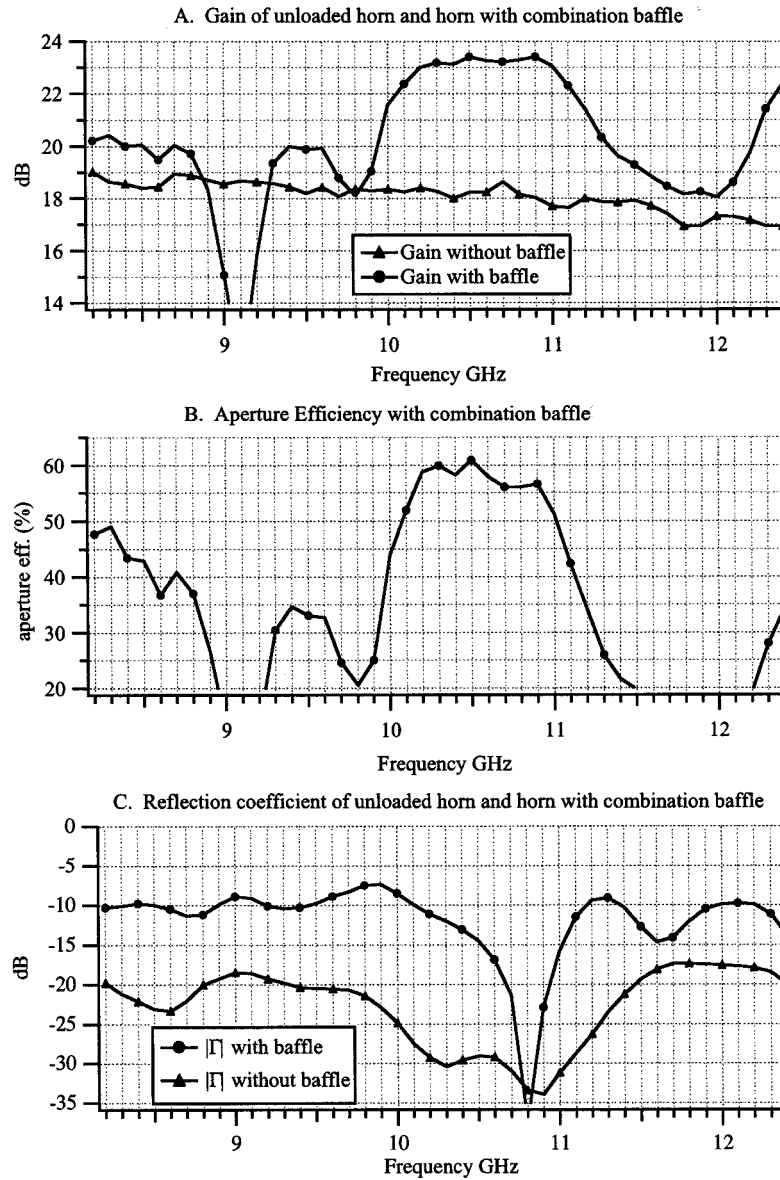 A. Gain of unloaded horn and horn with combination baffle
24
22
20
18
16
14
dB
Gain without baffle
Gain with baffle
9
10
11
12
Frequency GHz
B. Aperture Efficiency with combination baffle
60
50
40
30
20
aperture eff. (%)
9
10
11
12
Frequency GHz
C. Reflection coefficient of unloaded horn and horn with combination baffle
0
-5
-10
-15
-20
-25
-30
-35
dB
|Γ| with baffle
|Γ| without baffle
9
10
11
12
Frequency GHz